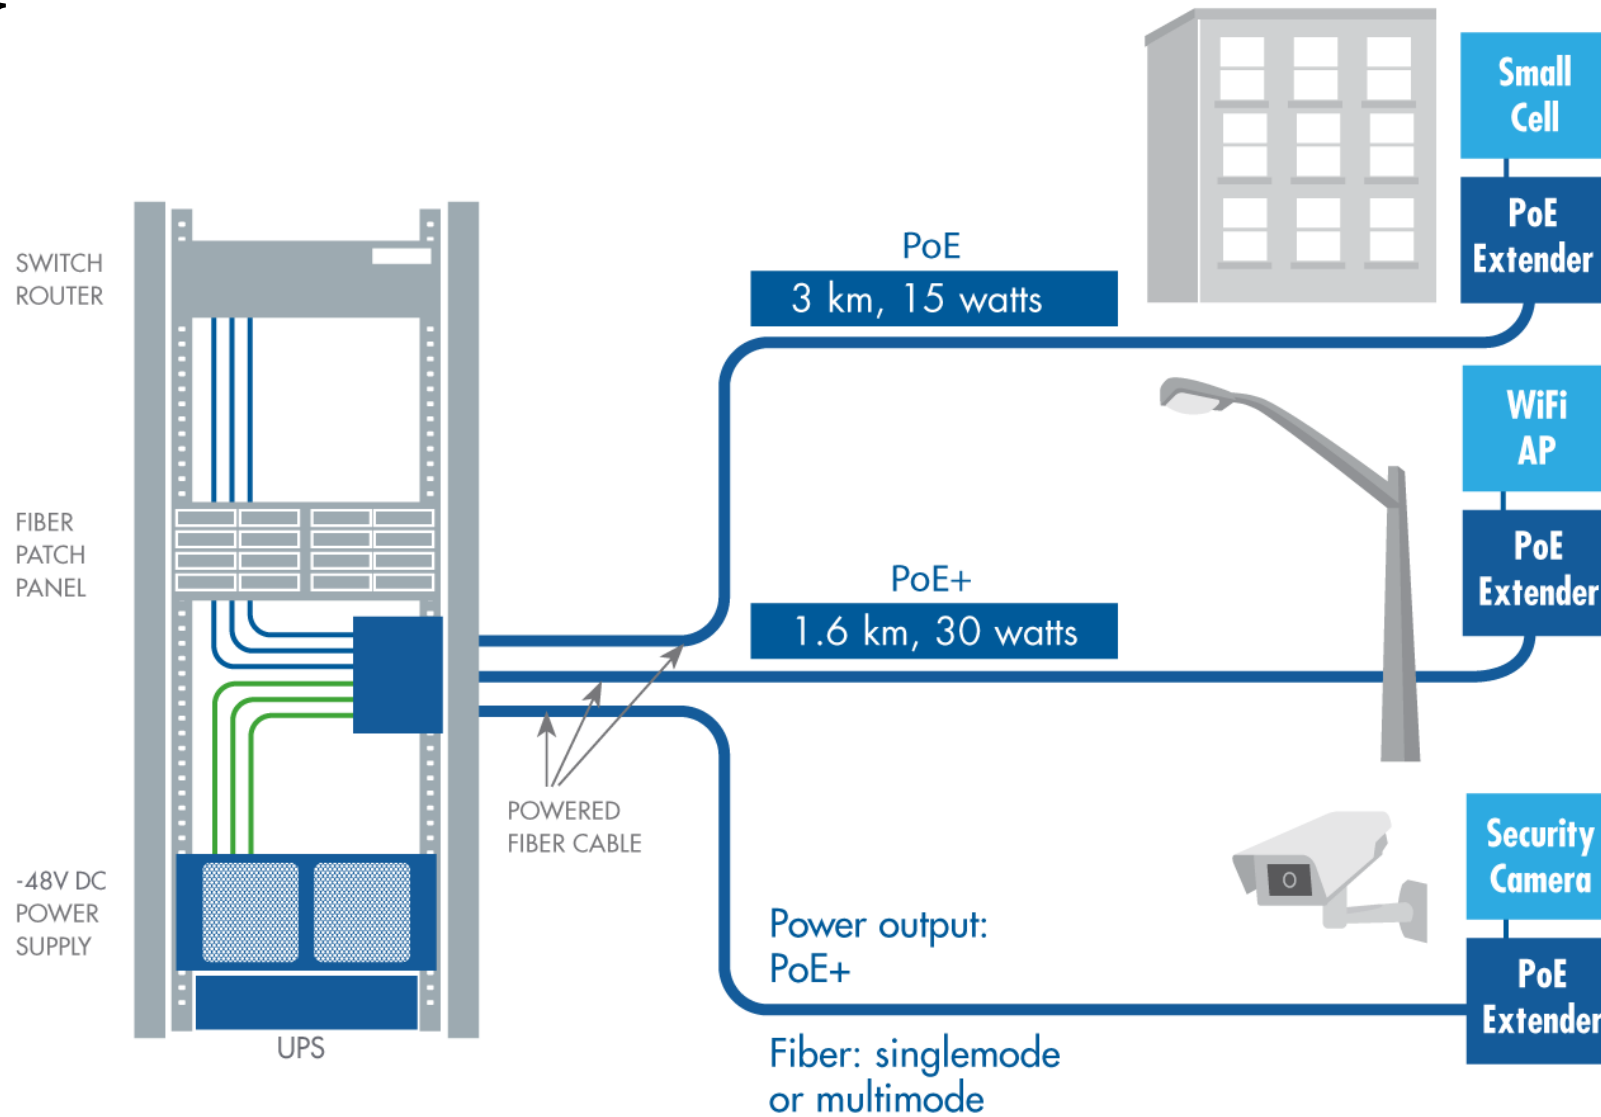 SWITCH
ROUTER
FIBER
PATCH
PANEL
-48V DC
POWER
SUPPLY
UPS
POWERED
FIBER CABLE
PoE
3 km, 15 watts
PoE+
1.6 km, 30 watts
Power output:
PoE+
Fiber: singlemode
or multimode
Small
Cell
PoE
Extender
WiFi
AP
PoE
Extender
Security
Camera
PoE
Extender